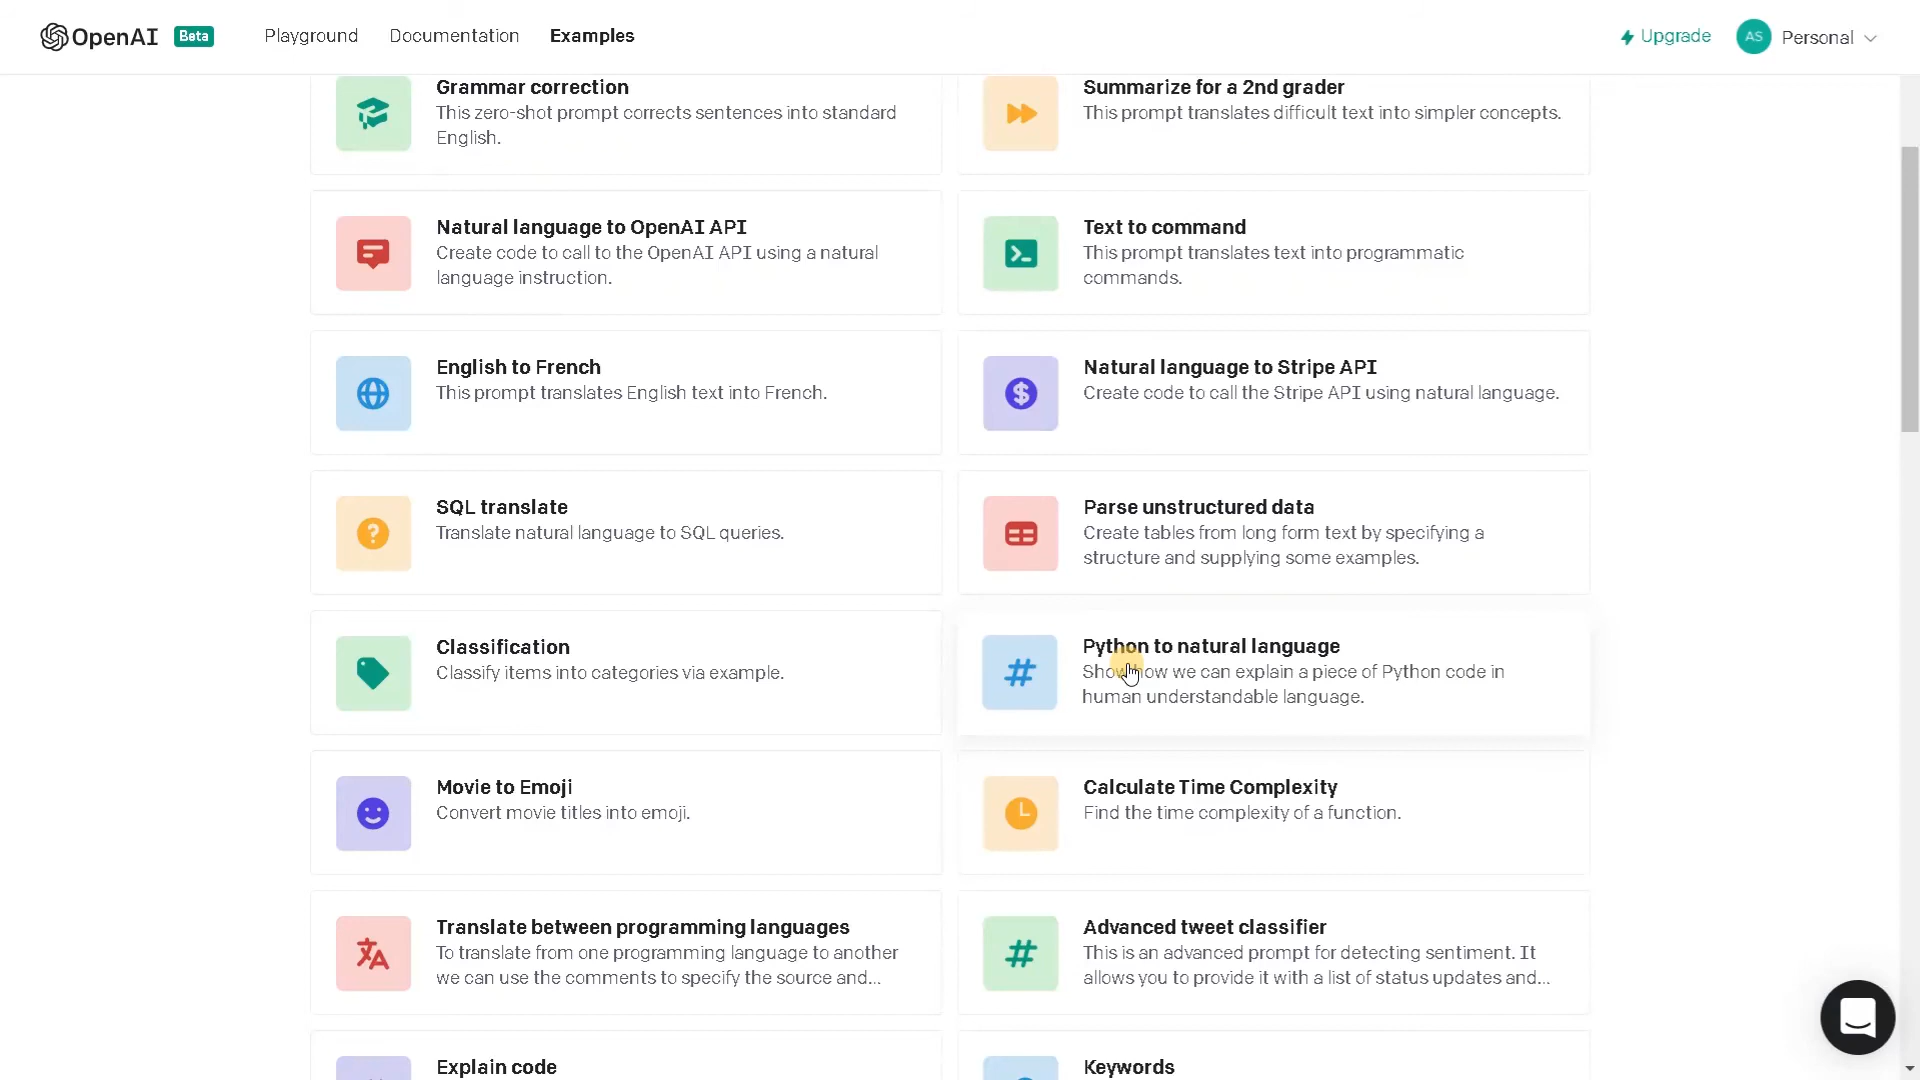 OpenAI Beta Playground Documentation Examples Upgrade AS Personal
Grammar correction
This zero-shot prompt corrects sentences into standard
English.
Summarize for a 2nd grader
This prompt translates difficult text into simpler concepts.
Natural language to OpenAI API
Create code to call to the OpenAI API using a natural
language instruction.
Text to command
This prompt translates text into programmatic
commands.
English to French
This prompt translates English text into French.
Natural language to Stripe API
Create code to call the Stripe API using natural language.
SQL translate
Translate natural language to SQL queries.
Parse unstructured data
Create tables from long form text by specifying a
structure and supplying some examples.
Classification
Classify items into categories via example.
Python to natural language
Show how we can explain a piece of Python code in
human understandable language.
Movie to Emoji
Convert movie titles into emoji.
Calculate Time Complexity
Find the time complexity of a function.
Translate between programming languages
To translate from one programming language to another
we can use the comments to specify the source and...
Advanced tweet classifier
This is an advanced prompt for detecting sentiment. It
allows you to provide it with a list of status updates and...
Explain code
Keywords